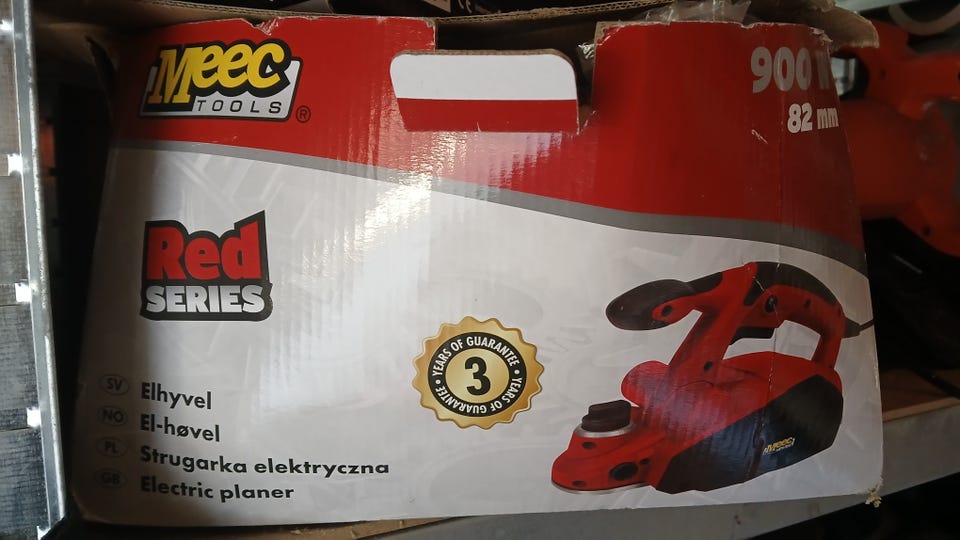 Meec
TOOLS ®
900 W
82 mm
Red
SERIES
• YEARS OF GUARANTEE •
3
YEARS OF GUARANTEE
SV Elhyvel
NO El-høvel
PL Strugarka elektryczna
GB Electric planer
Meec